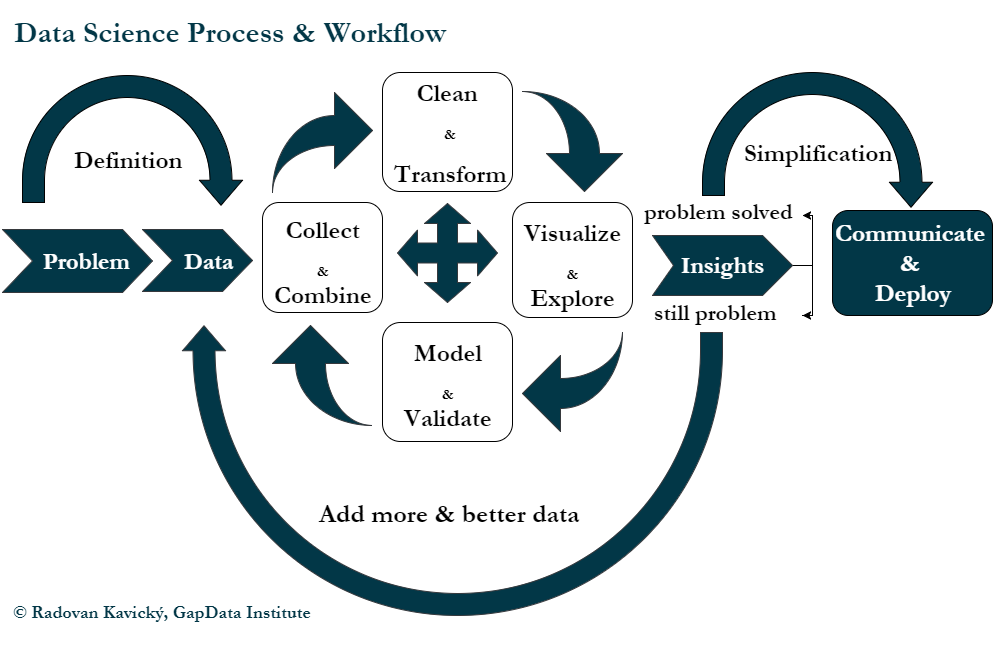 Data Science Process & Workflow
Definition
Problem
Data
Collect
&
Combine
Clean
&
Transform
Visualize
&
Explore
Model
&
Validate
Simplification
problem solved
Insights
still problem
Communicate
&
Deploy
Add more & better data
© Radovan Kavický, GapData Institute